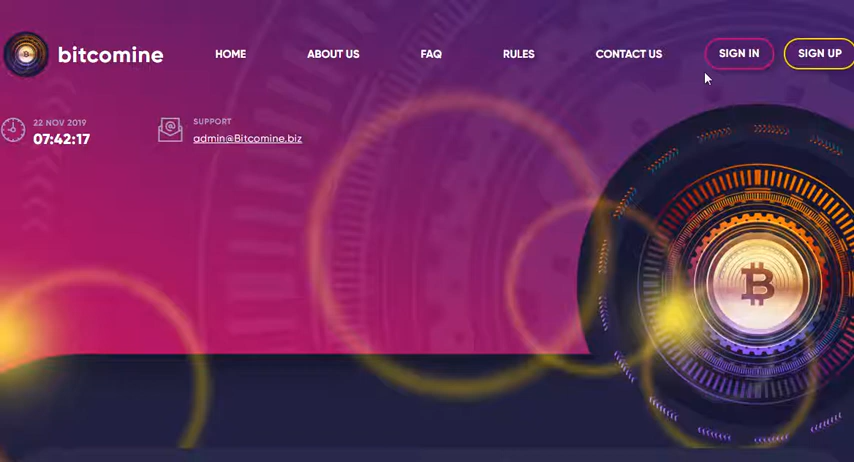 bitcomine
HOME
ABOUT US
FAQ
RULES
CONTACT US
SIGN IN
SIGN UP
22 NOV 2019
07:42:17
SUPPORT
admin@Bitcomine.biz